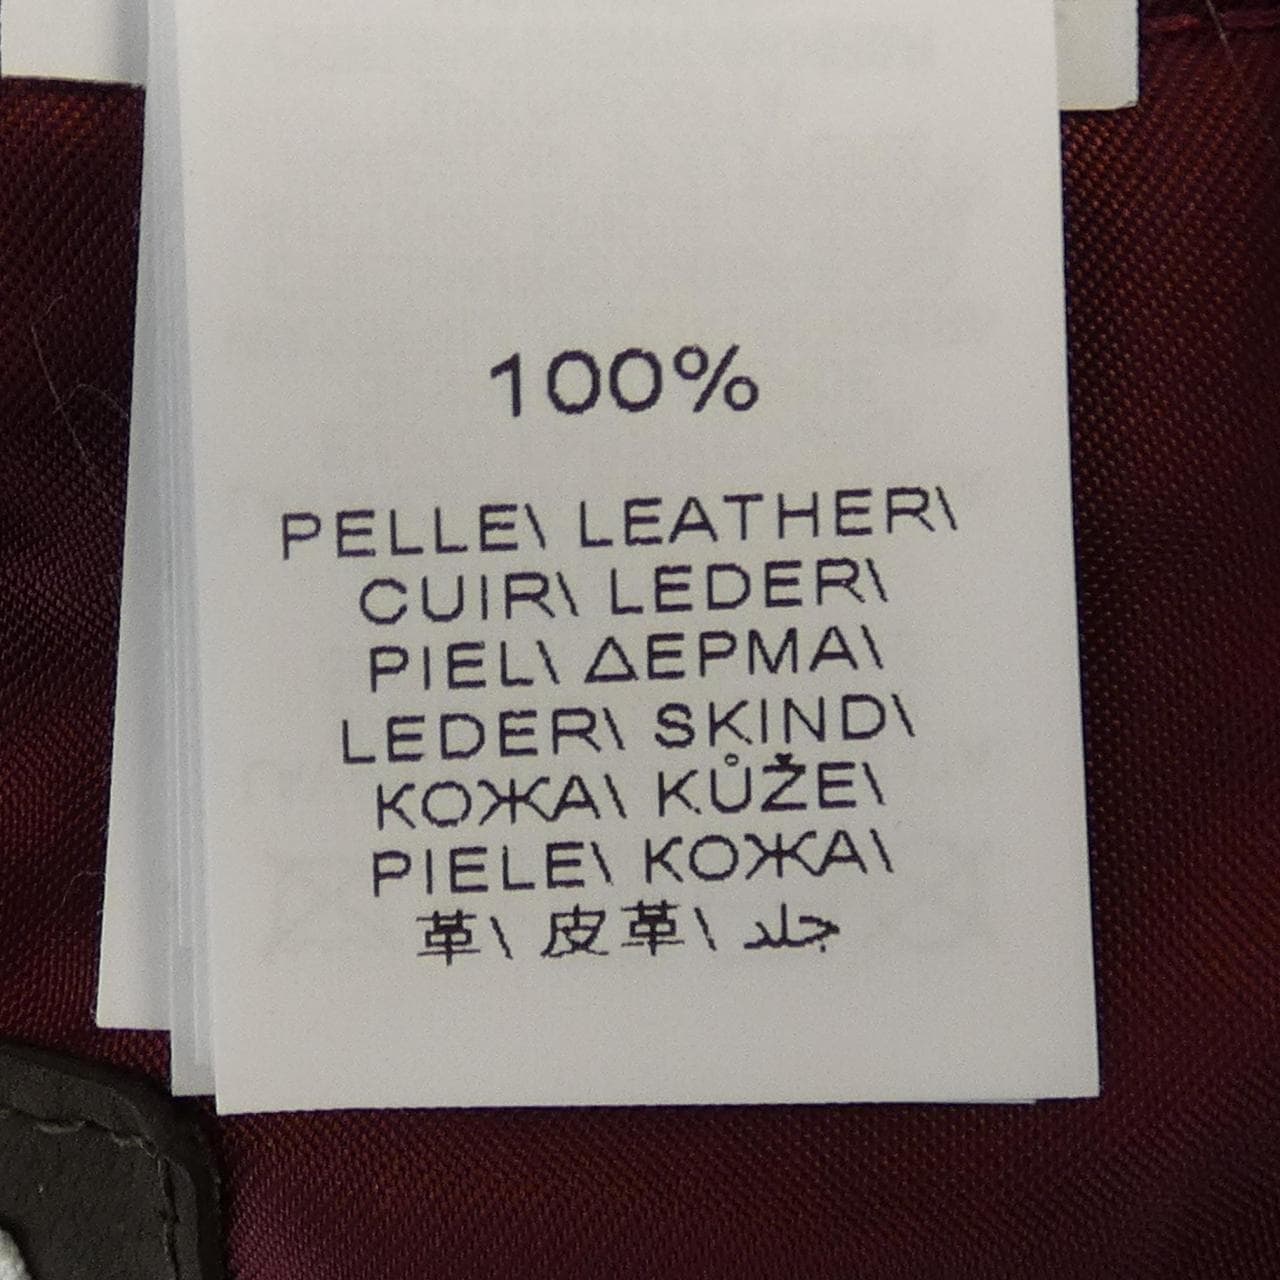 100%
PELLE\ LEATHER\
CUIR\ LEDER\
PIEL\ ΔΕΡΜΑ\
LEDER\ SKIND\
КОЖА\ KŮŽE\
PIELE\ КОЖА\
革\ 皮革\ جلد